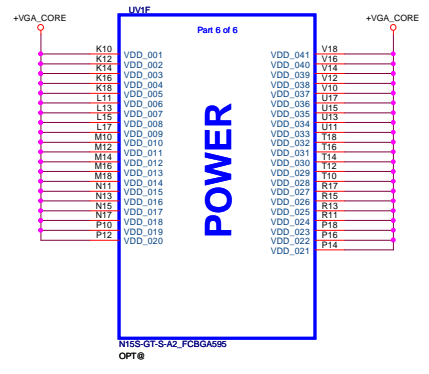 UV1F
+VGA_CORE
+VGA_CORE
Part 6 of 6
K10 VDD_001
K12 VDD_002
K14 VDD_003
K16 VDD_004
K18 VDD_005
L11 VDD_006
L13 VDD_007
L15 VDD_008
L17 VDD_009
M10 VDD_010
M12 VDD_011
M14 VDD_012
M16 VDD_013
M18 VDD_014
N11 VDD_015
N13 VDD_016
N15 VDD_017
N17 VDD_018
P10 VDD_019
P12 VDD_020
POWER
VDD_041 V18
VDD_040 V16
VDD_039 V14
VDD_038 V12
VDD_037 V10
VDD_036 U17
VDD_035 U15
VDD_034 U13
VDD_033 U11
VDD_032 T18
VDD_031 T16
VDD_030 T14
VDD_029 T12
VDD_028 T10
VDD_027 R17
VDD_026 R15
VDD_025 R13
VDD_024 R11
VDD_023 P18
VDD_022 P16
VDD_021 P14
N15S-GT-S-A2_FCBGA595
OPT@